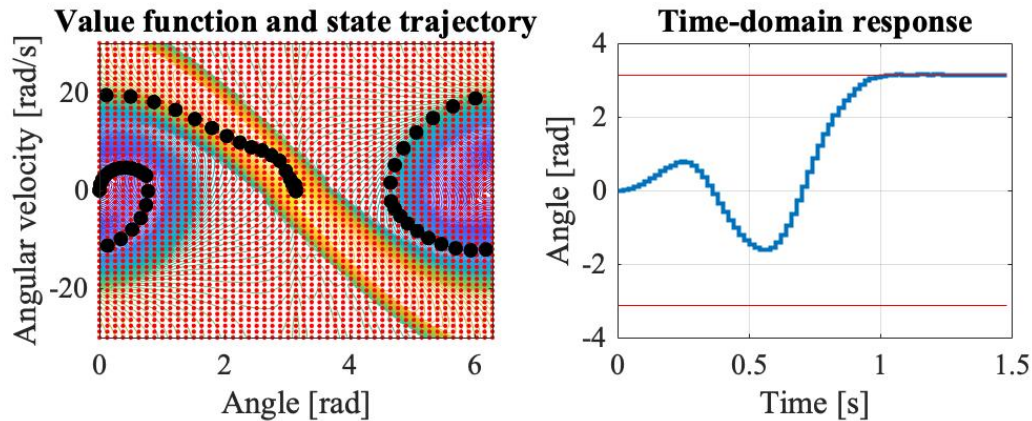 Value function and state trajectory
Angular velocity [rad/s]
20
0
-20
0
2
4
6
Angle [rad]
Time-domain response
Angle [rad]
4
2
0
-2
-4
0
0.5
1
1.5
Time [s]